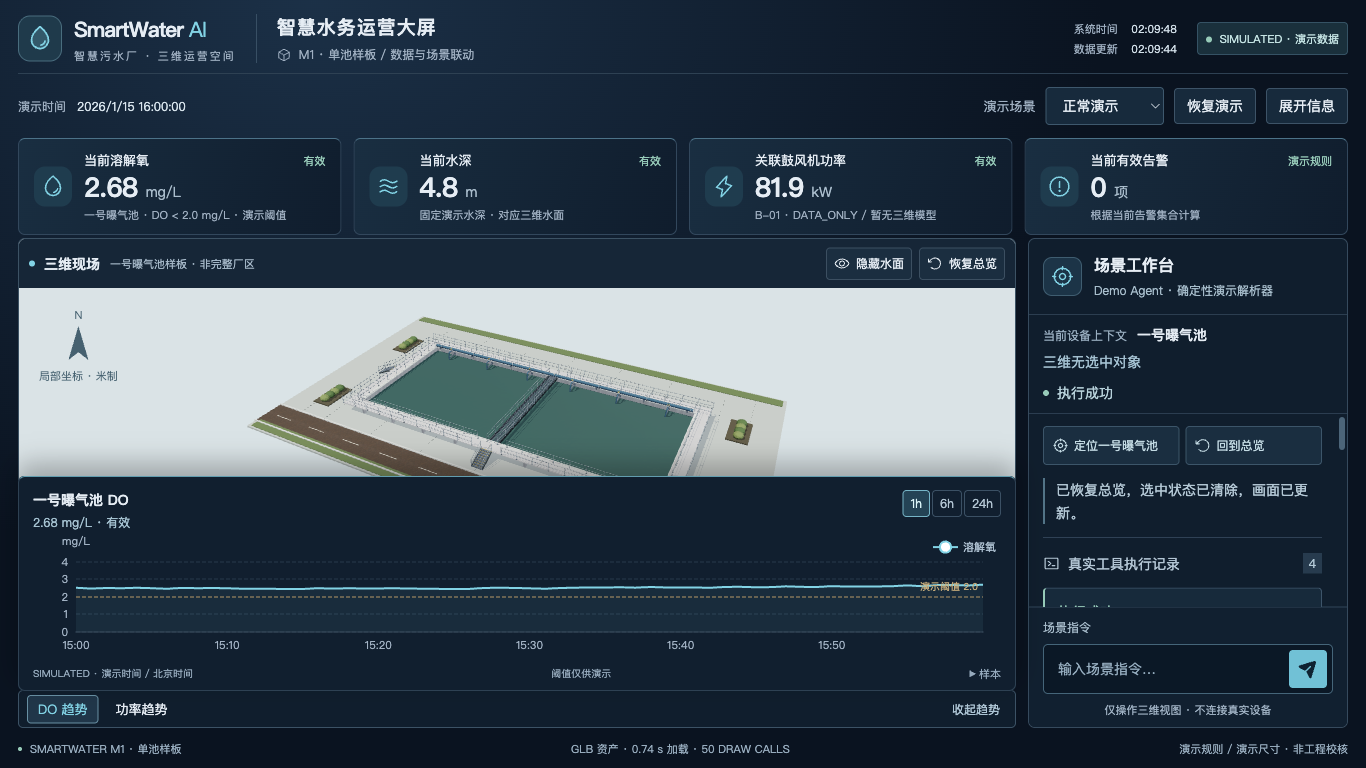 SmartWater AI
智慧污水厂 · 三维运营空间
智慧水务运营大屏
M1 · 单池样板 / 数据与场景联动
系统时间 02:09:48
数据更新 02:09:44
SIMULATED · 演示数据
演示时间 2026/1/15 16:00:00
演示场景 正常演示 恢复演示 展开信息
当前溶解氧 有效
2.68 mg/L
一号曝气池 · DO < 2.0 mg/L · 演示阈值
当前水深 有效
4.8 m
固定演示水深 · 对应三维水面
关联鼓风机功率 有效
81.9 kW
B-01 · DATA_ONLY / 暂无三维模型
当前有效告警 演示规则
0 项
根据当前告警集合计算
三维现场 一号曝气池样板 · 非完整厂区
隐藏水面 恢复总览
N
局部坐标 · 米制
一号曝气池 DO
2.68 mg/L · 有效
1h 6h 24h
mg/L
溶解氧
4
3
2
1
0
演示阈值 2.0
15:00 15:10 15:20 15:30 15:40 15:50
SIMULATED · 演示时间 / 北京时间 阈值仅供演示 ▶ 样本
DO 趋势 功率趋势 收起趋势
场景工作台
Demo Agent · 确定性演示解析器
当前设备上下文 一号曝气池
三维无选中对象
执行成功
定位一号曝气池 回到总览
已恢复总览，选中状态已清除，画面已更
新。
真实工具执行记录 4
场景指令
输入场景指令…
仅操作三维视图 · 不连接真实设备
SMARTWATER M1 · 单池样板
GLB 资产 · 0.74 s 加载 · 50 DRAW CALLS
演示规则 / 演示尺寸 · 非工程校核